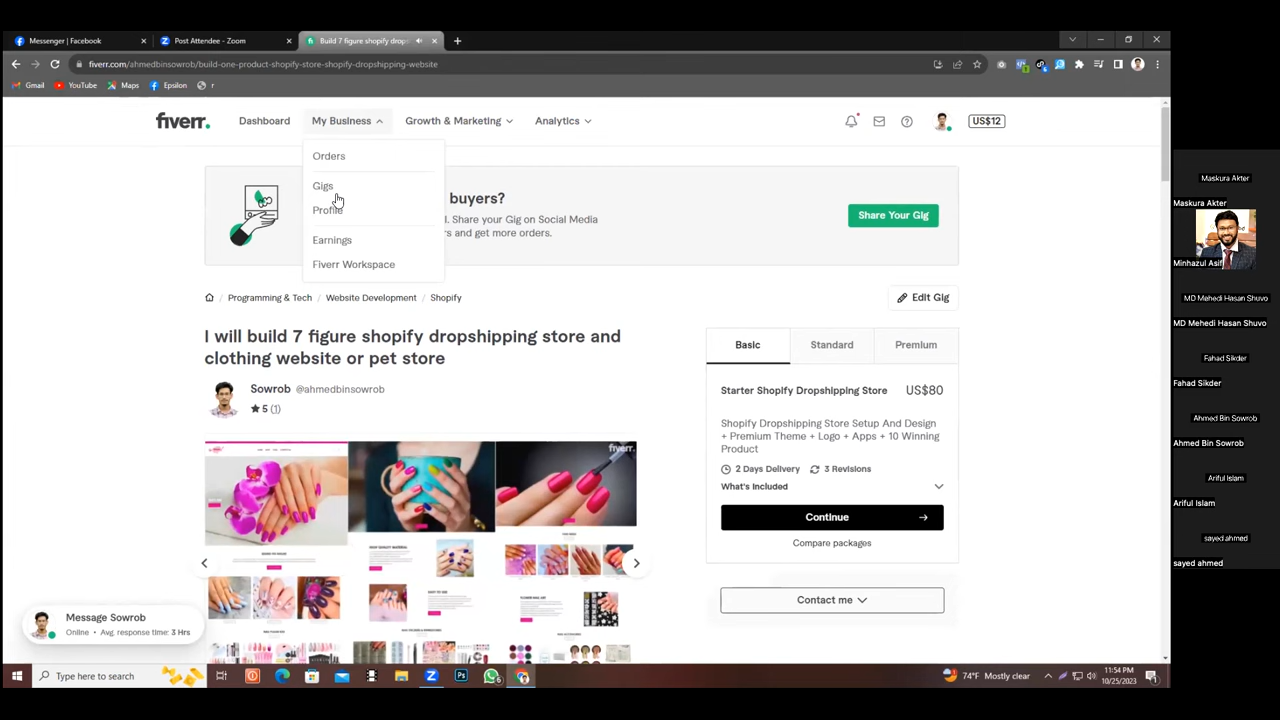 Messenger | Facebook
Post Attendee - Zoom
Build 7 figure shopify drops
fiverr.com/ahmedbinsowrob/build-one-product-shopify-store-shopify-dropshipping-website
Gmail
YouTube
Maps
Epsilon
r
fiverr.
Dashboard
My Business
Growth & Marketing
Analytics
US$12
Orders
Gigs
Profile
Earnings
Fiverr Workspace
buyers?
l. Share your Gig on Social Media
rs and get more orders.
Share Your Gig
Programming & Tech / Website Development / Shopify
Edit Gig
I will build 7 figure shopify dropshipping store and
clothing website or pet store
Sowrob @ahmedbinsowrob
5 (1)
Basic
Standard
Premium
Starter Shopify Dropshipping Store
US$80
Shopify Dropshipping Store Setup And Design
+ Premium Theme + Logo + Apps + 10 Winning
Product
2 Days Delivery
3 Revisions
What's Included
Continue
Compare packages
Contact me
fiverr.
Message Sowrob
Online • Avg. response time: 3 Hrs
Type here to search
74°F Mostly clear
11:54 PM
10/25/2023
Maskura Akter
Maskura Akter
Minhazul Asif
MD Mehedi Hasan Shuvo
MD Mehedi Hasan Shuvo
Fahad Sikder
Fahad Sikder
Ahmed Bin Sowrob
Ahmed Bin Sowrob
Ariful Islam
Ariful Islam
sayed ahmed
sayed ahmed